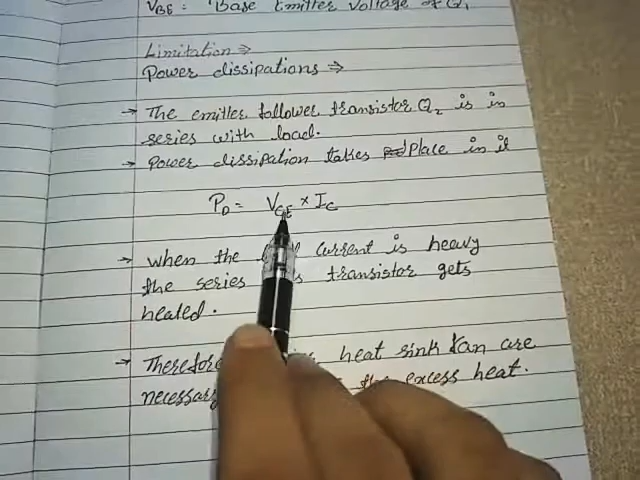 VBE = Base Emitter Voltage of Q1
Limitation ⇒
Power dissipations ⇒
→ The emitter follower transistor Q2 is in
series with load.
→ Power dissipation takes Place in it
PD = VCE × IC
→ when the current is heavy
the series transistor gets
heated.
→ Therefore heat sink are
necessary the excess heat.